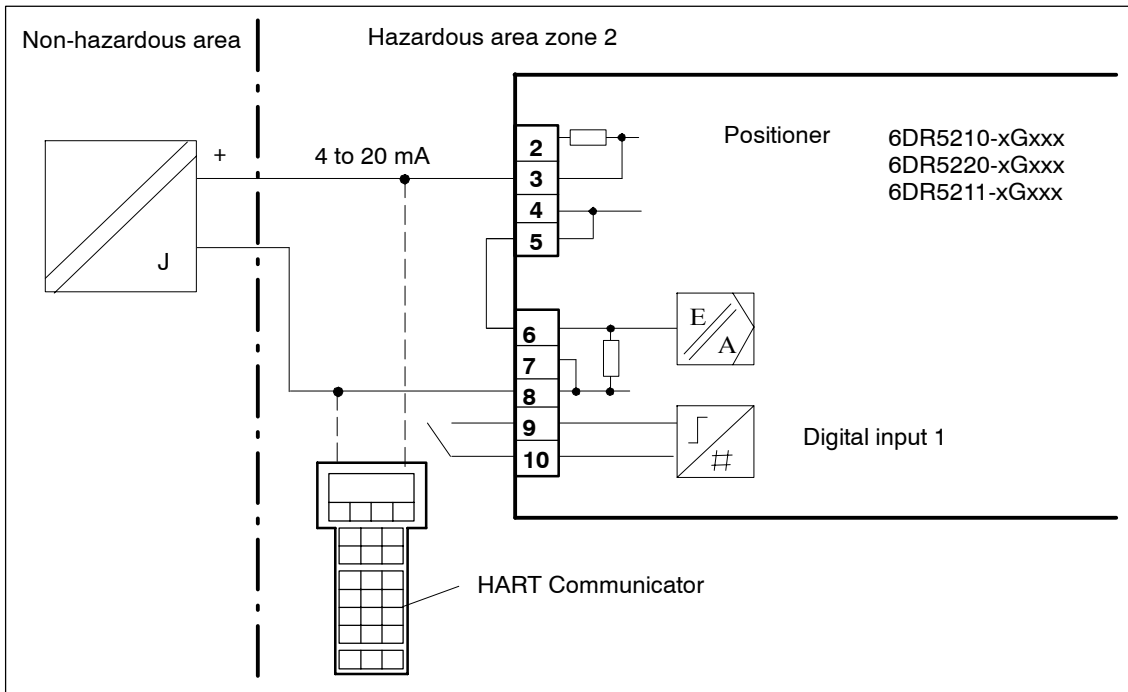 Non-hazardous area
Hazardous area zone 2
+
4 to 20 mA
J
2
3
4
5
6
7
8
9
10
Positioner
6DR5210-xGxxx
6DR5220-xGxxx
6DR5211-xGxxx
E
A
Digital input 1
#
HART Communicator